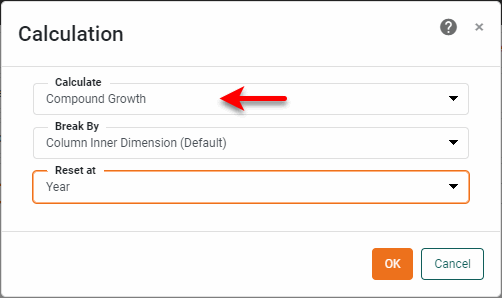 Calculation
? ×
Calculate
Compound Growth
Break By
Column Inner Dimension (Default)
Reset at
Year
OK Cancel